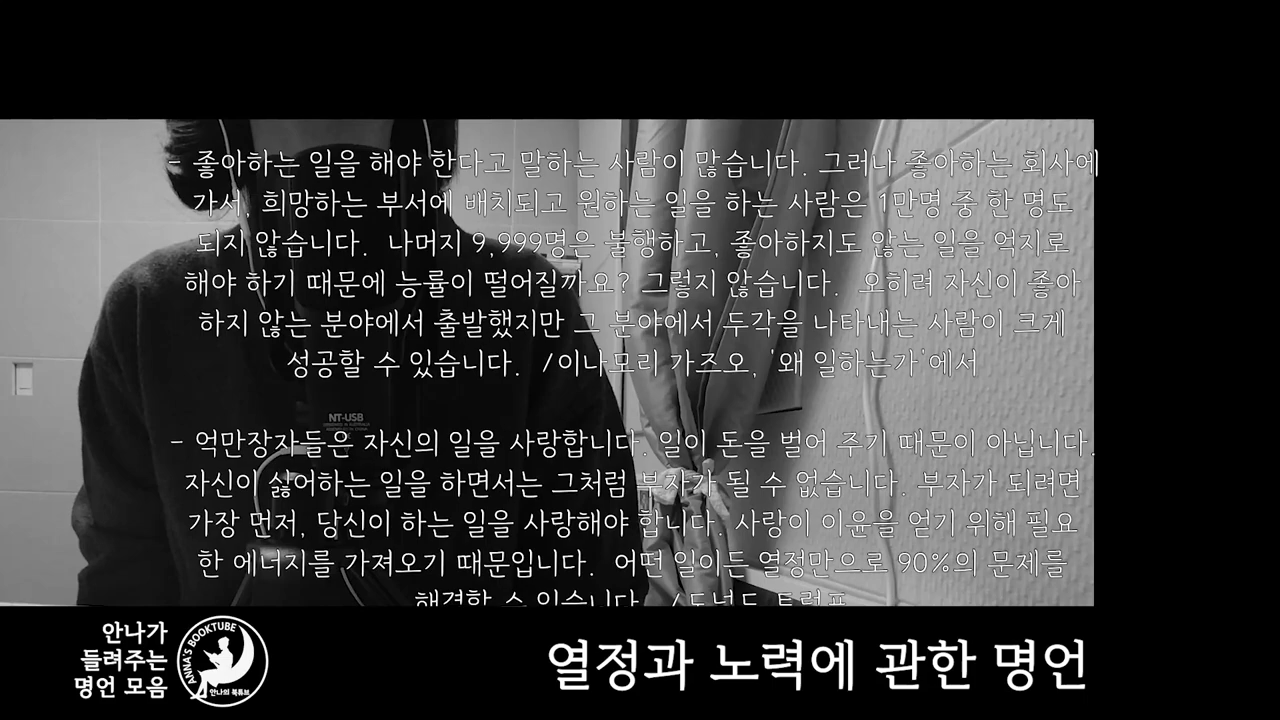 - 좋아하는 일을 해야 한다고 말하는 사람이 많습니다. 그러나 좋아하는 회사에
가서, 희망하는 부서에 배치되고 원하는 일을 하는 사람은 1만명 중 한 명도
되지 않습니다. 나머지 9,999명은 불행하고, 좋아하지도 않는 일을 억지로
해야 하기 때문에 능률이 떨어질까요? 그렇지 않습니다. 오히려 자신이 좋아
하지 않는 분야에서 출발했지만 그 분야에서 두각을 나타내는 사람이 크게
성공할 수 있습니다. /이나모리 가즈오, '왜 일하는가'에서
NT-USB
- 억만장자들은 자신의 일을 사랑합니다. 일이 돈을 벌어 주기 때문이 아닙니다.
자신이 싫어하는 일을 하면서는 그처럼 부자가 될 수 없습니다. 부자가 되려면
가장 먼저, 당신이 하는 일을 사랑해야 합니다. 사랑이 이윤을 얻기 위해 필요
한 에너지를 가져오기 때문입니다. 어떤 일이든 열정만으로 90%의 문제를
해결할 수 있습니다. /도널드 트럼프
안나가
들려주는
명언 모음
ANNA'S BOOKTUBE
안나의 북튜브
열정과 노력에 관한 명언